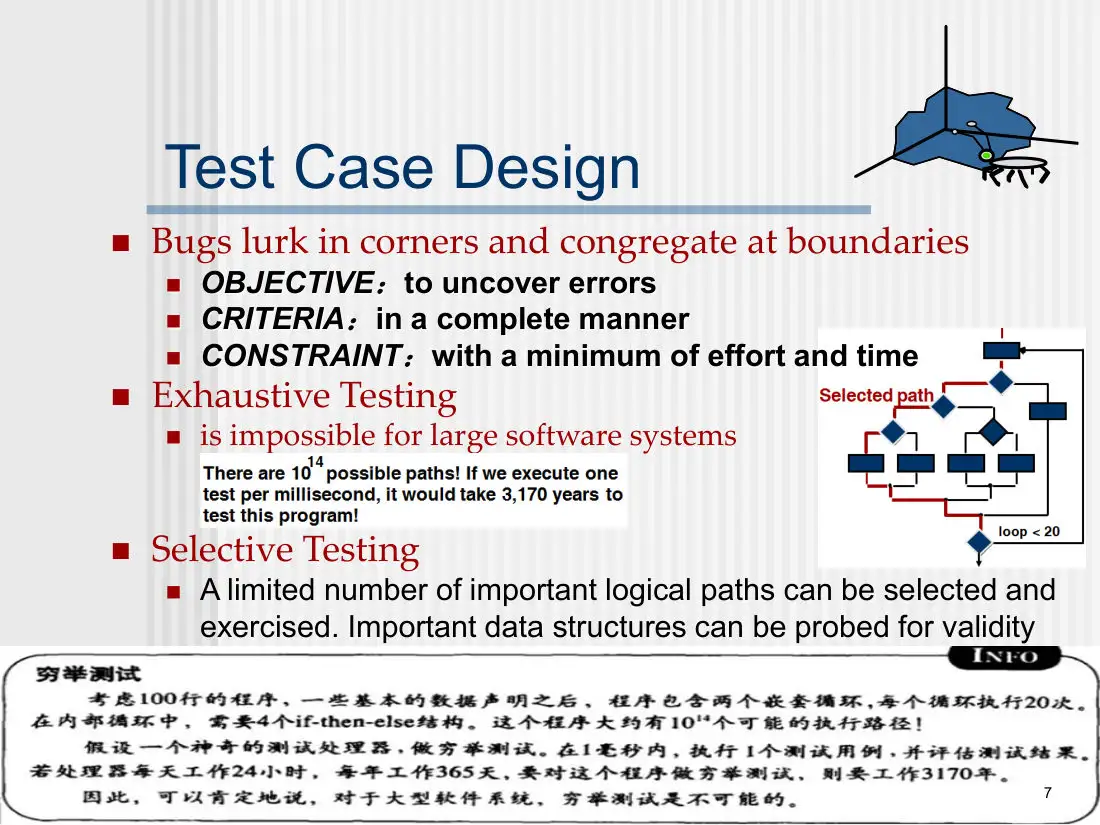 Test Case Design
Bugs lurk in corners and congregate at boundaries
OBJECTIVE：to uncover errors
CRITERIA：in a complete manner
CONSTRAINT：with a minimum of effort and time
Exhaustive Testing
is impossible for large software systems
There are 10^14 possible paths! If we execute one
test per millisecond, it would take 3,170 years to
test this program!
Selected path
loop < 20
Selective Testing
A limited number of important logical paths can be selected and
exercised. Important data structures can be probed for validity
INFO
穷举测试
考虑100行的程序，一些基本的数据声明之后，程序包含两个嵌套循环，每个循环执行20次。
在内部循环中，需要4个if-then-else结构。这个程序大约有10^14个可能的执行路径！
假设一个神奇的测试处理器，做穷举测试。在1毫秒内，执行1个测试用例，并评估测试结果。
若处理器每天工作24小时，每年工作365天，要对这个程序做穷举测试，则要工作3170年。
因此，可以肯定地说，对于大型软件系统，穷举测试是不可能的。
7